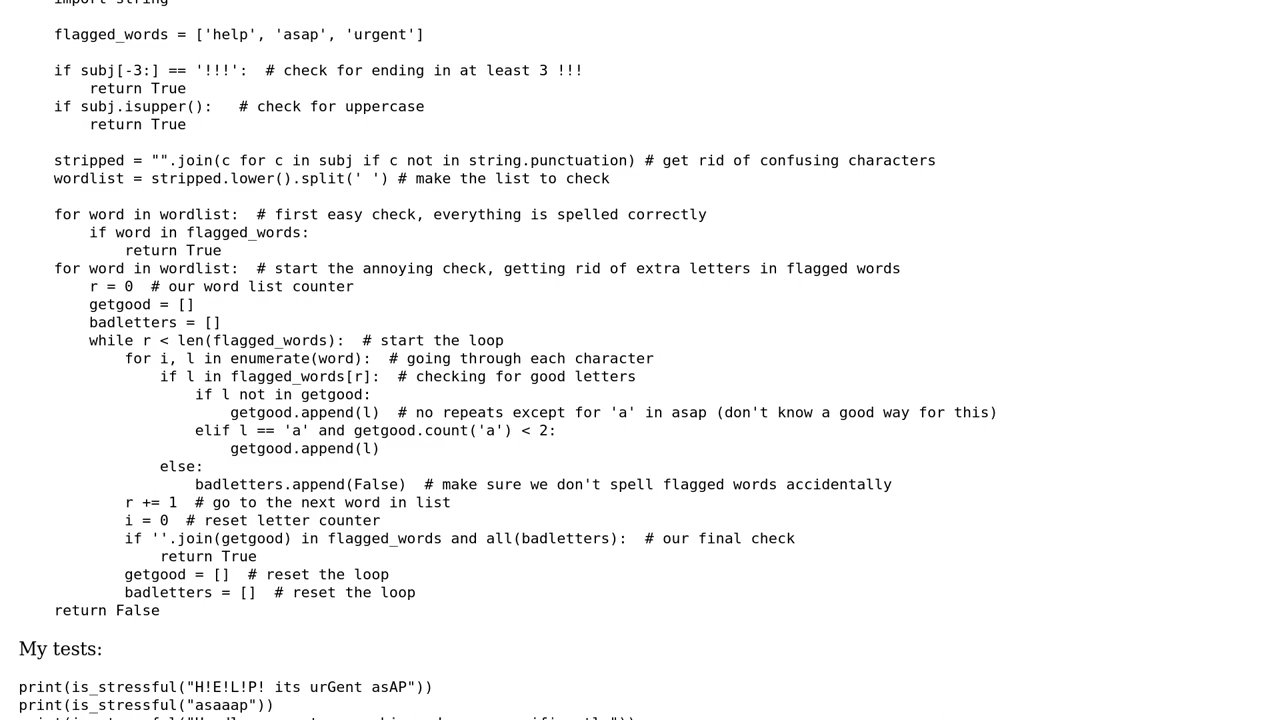 import string
flagged_words = ['help', 'asap', 'urgent']
if subj[-3:] == '!!!':  # check for ending in at least 3 !!!
return True
if subj.isupper():   # check for uppercase
return True
stripped = "".join(c for c in subj if c not in string.punctuation) # get rid of confusing characters
wordlist = stripped.lower().split(' ') # make the list to check
for word in wordlist:  # first easy check, everything is spelled correctly
if word in flagged_words:
return True
for word in wordlist:  # start the annoying check, getting rid of extra letters in flagged words
r = 0  # our word list counter
getgood = []
badletters = []
while r < len(flagged_words):  # start the loop
for i, l in enumerate(word):  # going through each character
if l in flagged_words[r]:  # checking for good letters
if l not in getgood:
getgood.append(l)  # no repeats except for 'a' in asap (don't know a good way for this)
elif l == 'a' and getgood.count('a') < 2:
getgood.append(l)
else:
badletters.append(False)  # make sure we don't spell flagged words accidentally
r += 1  # go to the next word in list
i = 0  # reset letter counter
if ''.join(getgood) in flagged_words and all(badletters):  # our final check
return True
getgood = []  # reset the loop
badletters = []  # reset the loop
return False
My tests:
print(is_stressful("H!E!L!P! its urGent asAP"))
print(is_stressful("asaaap"))